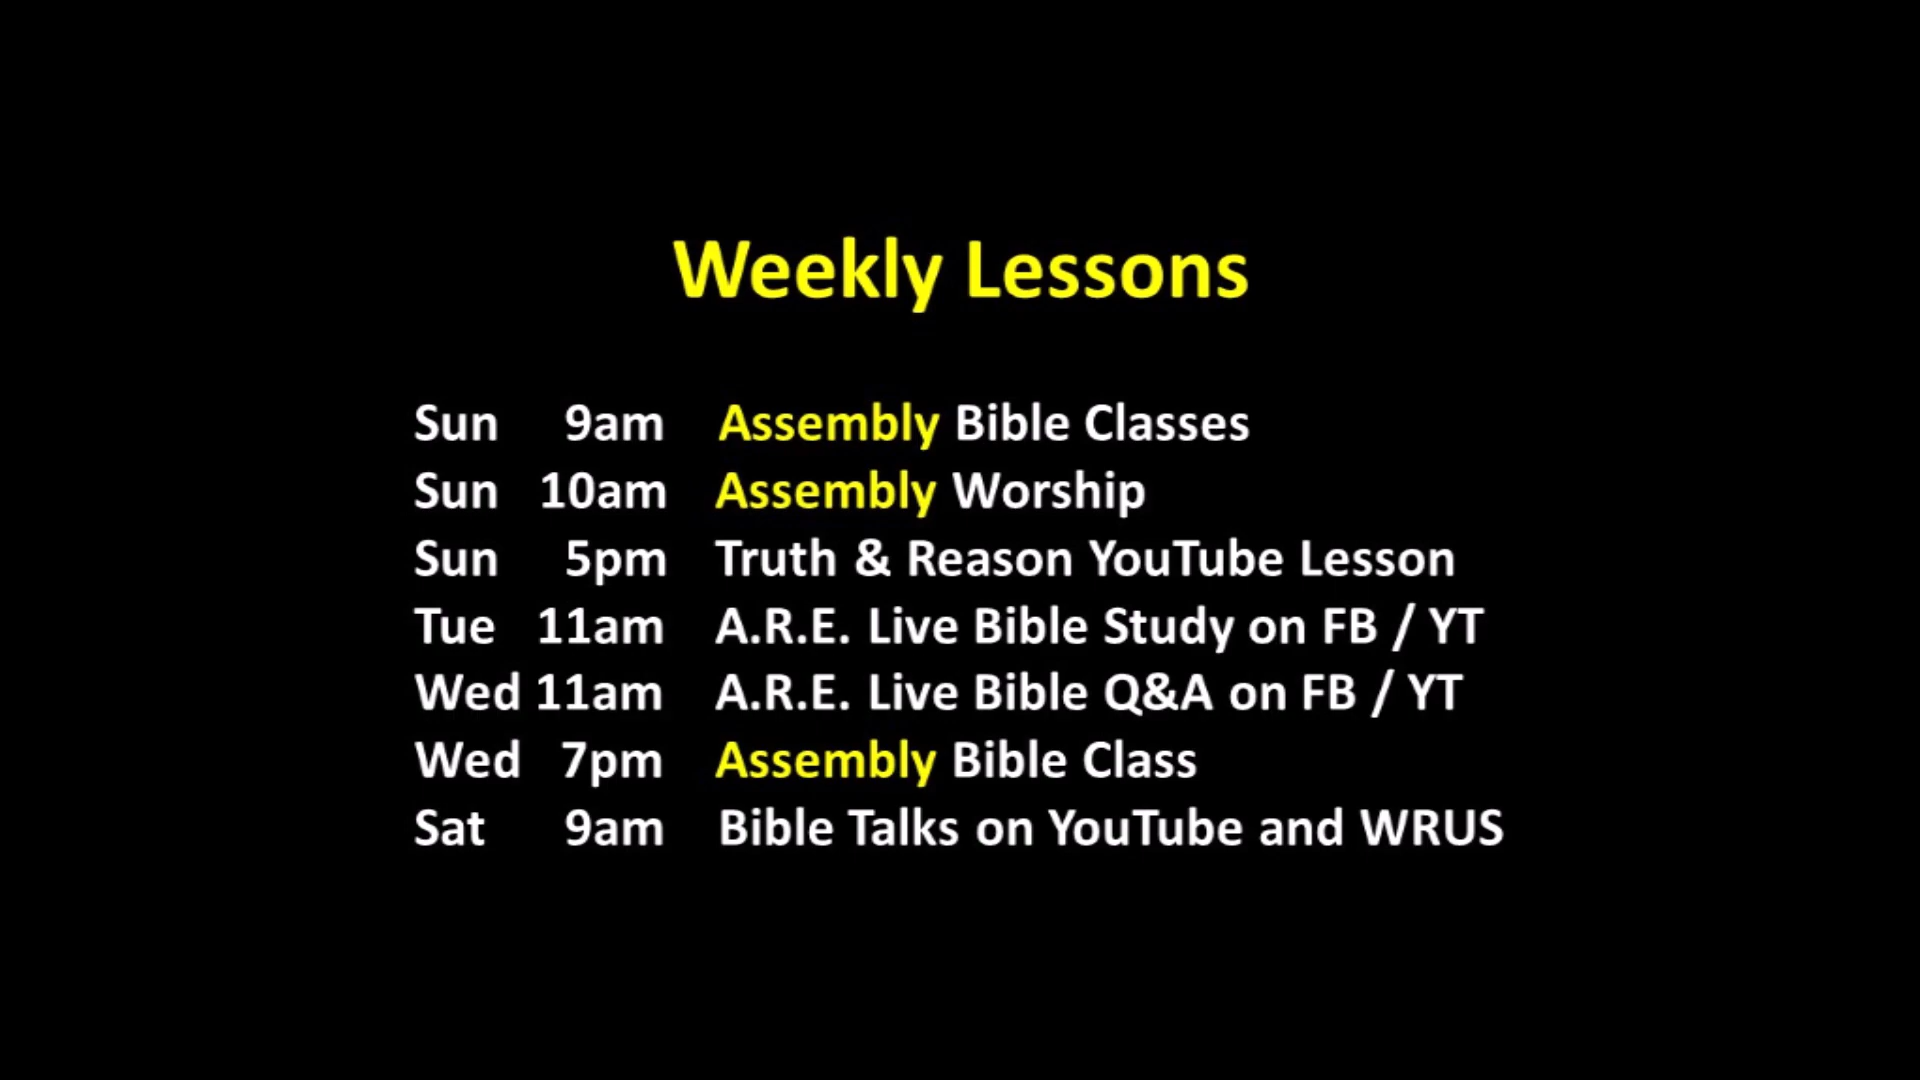 Weekly Lessons
Sun 9am Assembly Bible Classes
Sun 10am Assembly Worship
Sun 5pm Truth & Reason YouTube Lesson
Tue 11am A.R.E. Live Bible Study on FB / YT
Wed 11am A.R.E. Live Bible Q&A on FB / YT
Wed 7pm Assembly Bible Class
Sat 9am Bible Talks on YouTube and WRUS